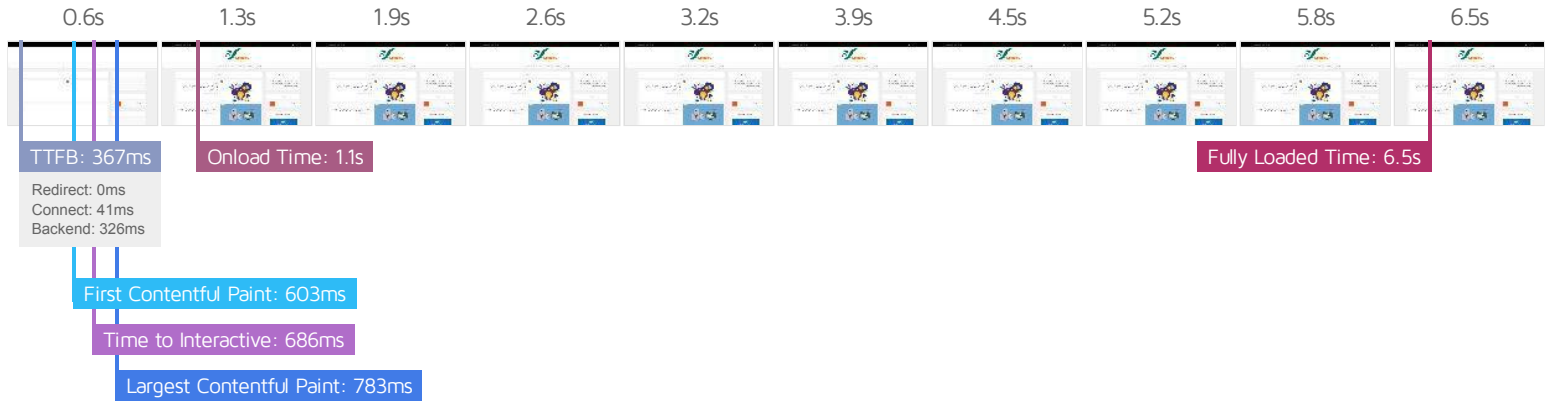 0.6s 1.3s 1.9s 2.6s 3.2s 3.9s 4.5s 5.2s 5.8s 6.5s
TTFB: 367ms
Onload Time: 1.1s
Fully Loaded Time: 6.5s
Redirect: 0ms
Connect: 41ms
Backend: 326ms
First Contentful Paint: 603ms
Time to Interactive: 686ms
Largest Contentful Paint: 783ms